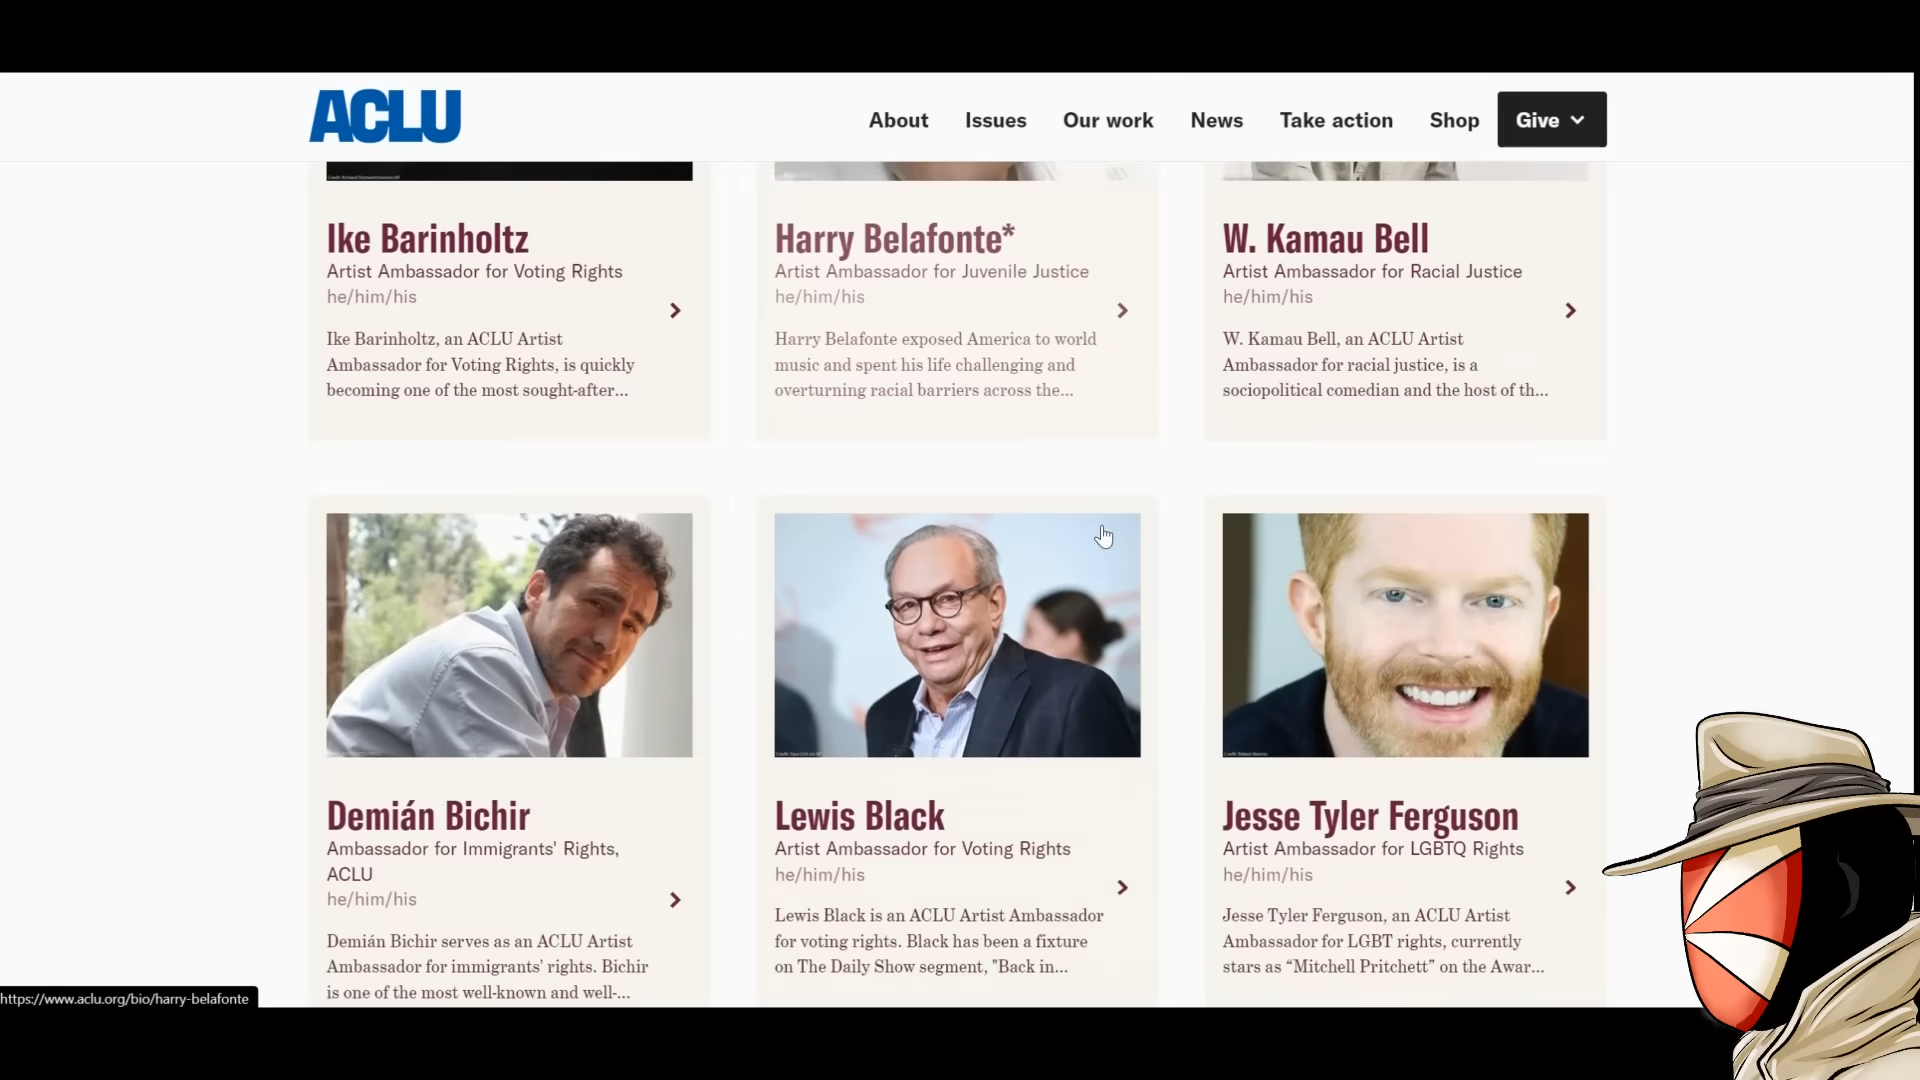 ACLU
About Issues Our work News Take action Shop Give
Ike Barinholtz
Artist Ambassador for Voting Rights
he/him/his
Ike Barinholtz, an ACLU Artist
Ambassador for Voting Rights, is quickly
becoming one of the most sought-after...
Harry Belafonte*
Artist Ambassador for Juvenile Justice
he/him/his
Harry Belafonte exposed America to world
music and spent his life challenging and
overturning racial barriers across the...
W. Kamau Bell
Artist Ambassador for Racial Justice
he/him/his
W. Kamau Bell, an ACLU Artist
Ambassador for racial justice, is a
sociopolitical comedian and the host of th...
Demián Bichir
Ambassador for Immigrants' Rights,
ACLU
he/him/his
Demián Bichir serves as an ACLU Artist
Ambassador for immigrants' rights. Bichir
is one of the most well-known and well-...
Lewis Black
Artist Ambassador for Voting Rights
he/him/his
Lewis Black is an ACLU Artist Ambassador
for voting rights. Black has been a fixture
on The Daily Show segment, "Back in...
Jesse Tyler Ferguson
Artist Ambassador for LGBTQ Rights
he/him/his
Jesse Tyler Ferguson, an ACLU Artist
Ambassador for LGBT rights, currently
stars as “Mitchell Pritchett” on the Awar...
https://www.aclu.org/bio/harry-belafonte